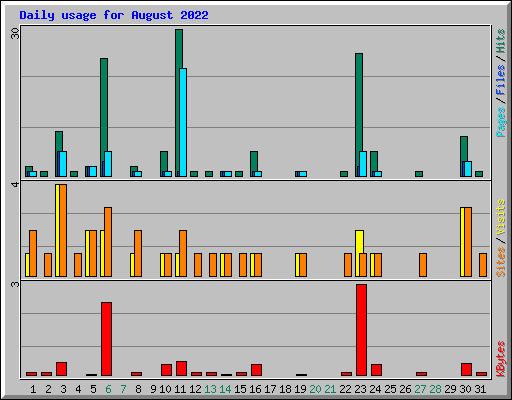 Daily usage for August 2022
30
Pages / Files / Hits
4
Sites / Visits
3
KBytes
1 2 3 4 5 6 7 8 9 10 11 12 13 14 15 16 17 18 19 20 21 22 23 24 25 26 27 28 29 30 31